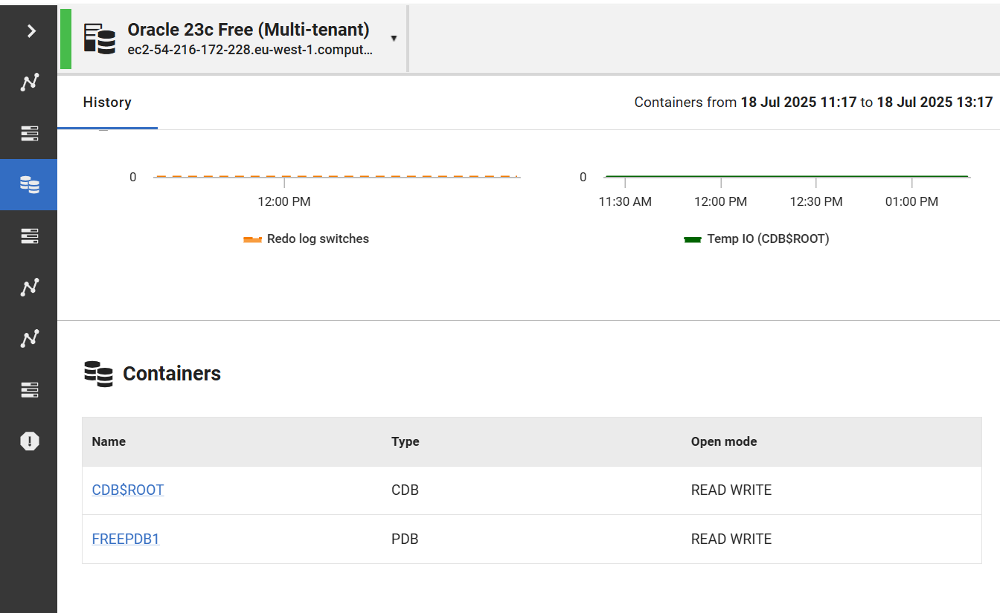 Oracle 23c Free (Multi-tenant)
ec2-54-216-172-228.eu-west-1.comput...
History
Containers from 18 Jul 2025 11:17 to 18 Jul 2025 13:17
0
12:00 PM
Redo log switches
0
11:30 AM 12:00 PM 12:30 PM 01:00 PM
Temp IO (CDB$ROOT)
Containers
Name Type Open mode
CDB$ROOT CDB READ WRITE
FREEPDB1 PDB READ WRITE